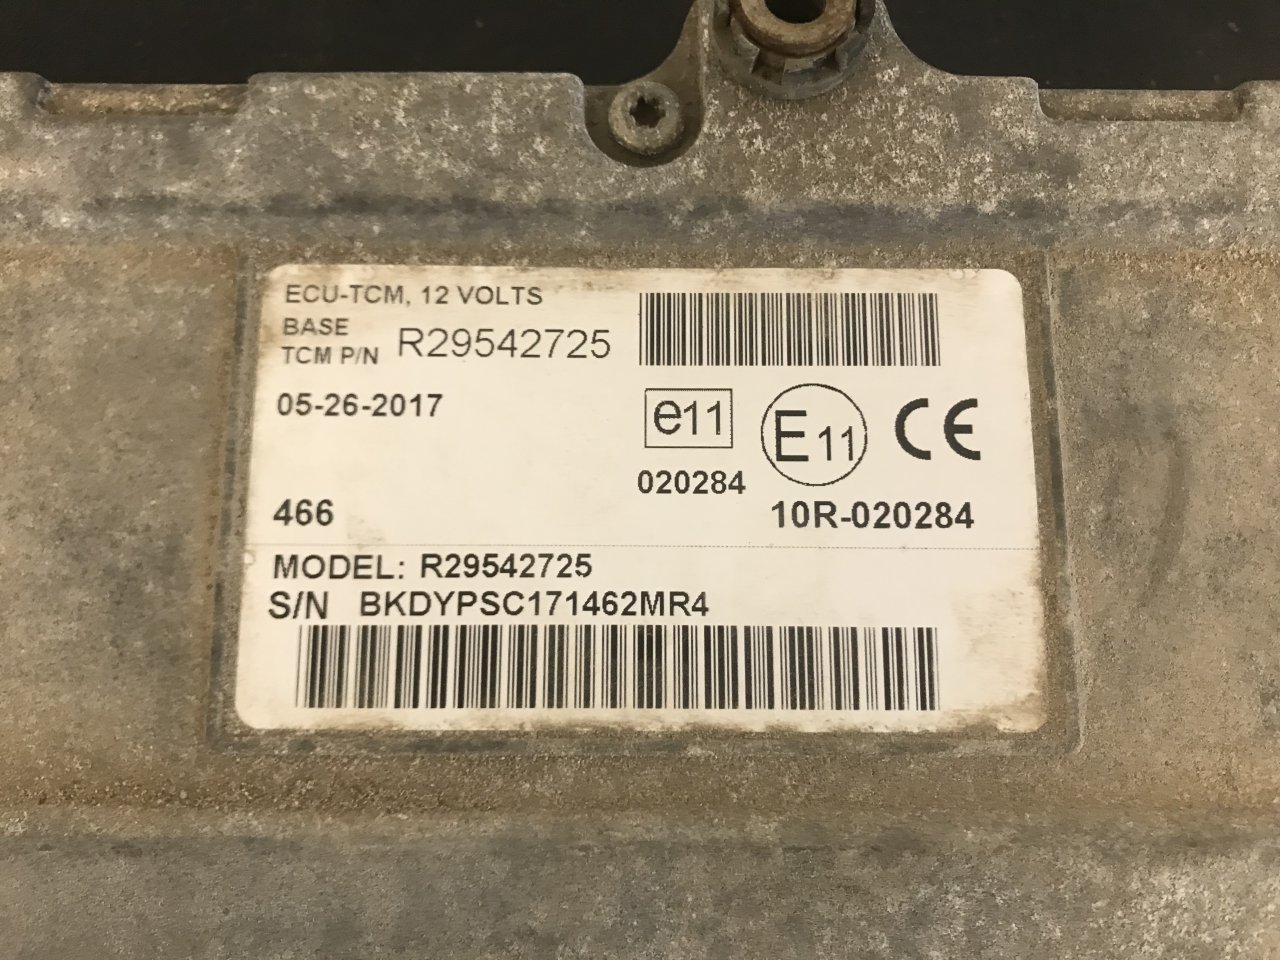 ECU-TCM, 12 VOLTS
BASE
TCM P/N R29542725
05-26-2017
e11
E11
CE
020284
466
10R-020284
MODEL: R29542725
S/N BKDYPSC171462MR4